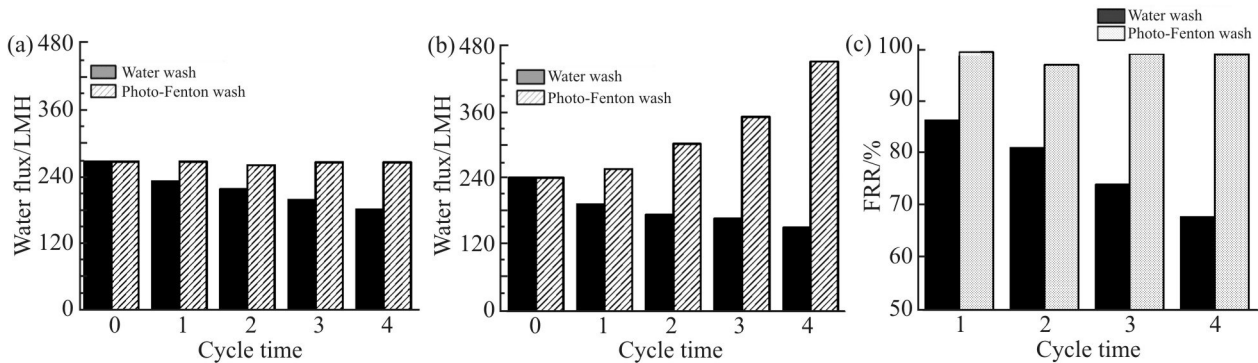 (a)
480
360
240
120
0
Water flux/LMH
Water wash
Photo-Fenton wash
0 1 2 3 4
Cycle time
(b)
480
360
240
120
0
Water flux/LMH
Water wash
Photo-Fenton wash
0 1 2 3 4
Cycle time
Water wash
Photo-Fenton wash
(c)
100
90
80
70
60
50
FRR/%
1 2 3 4
Cycle time